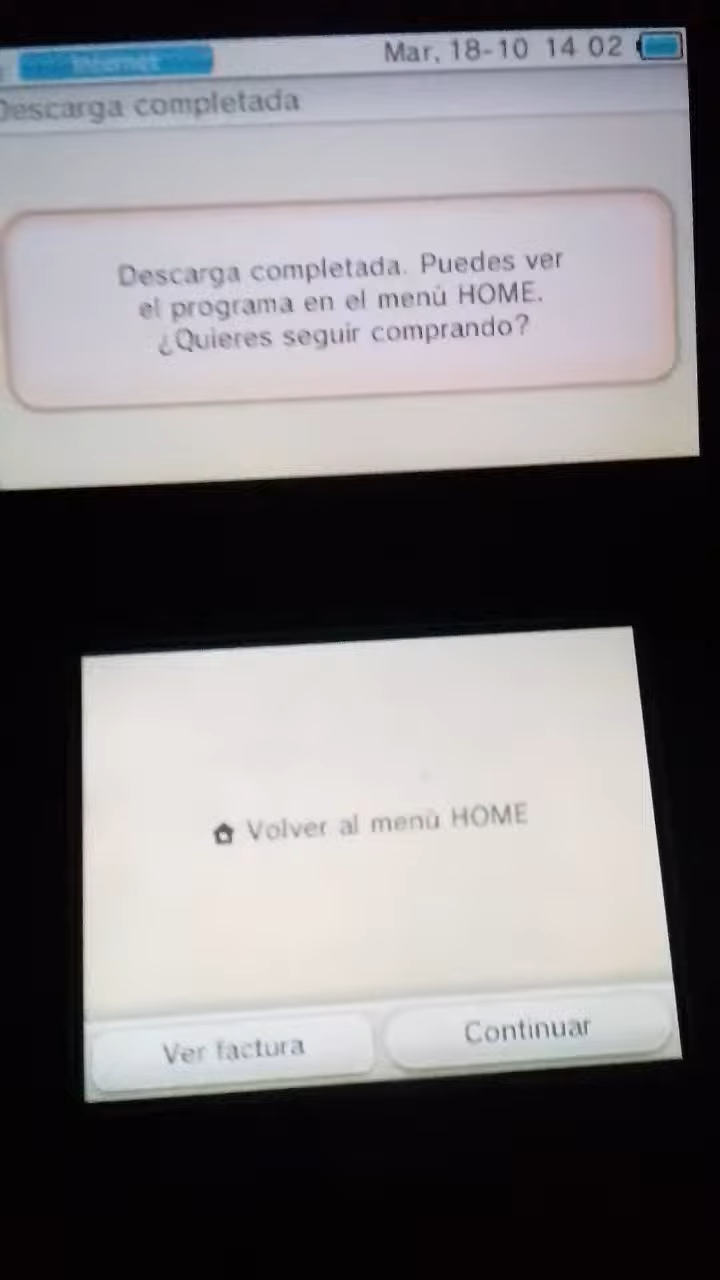 Internet
Mar, 18-10 14 02
Descarga completada
Descarga completada. Puedes ver
el programa en el menú HOME.
¿Quieres seguir comprando?
Volver al menú HOME
Ver factura
Continuar